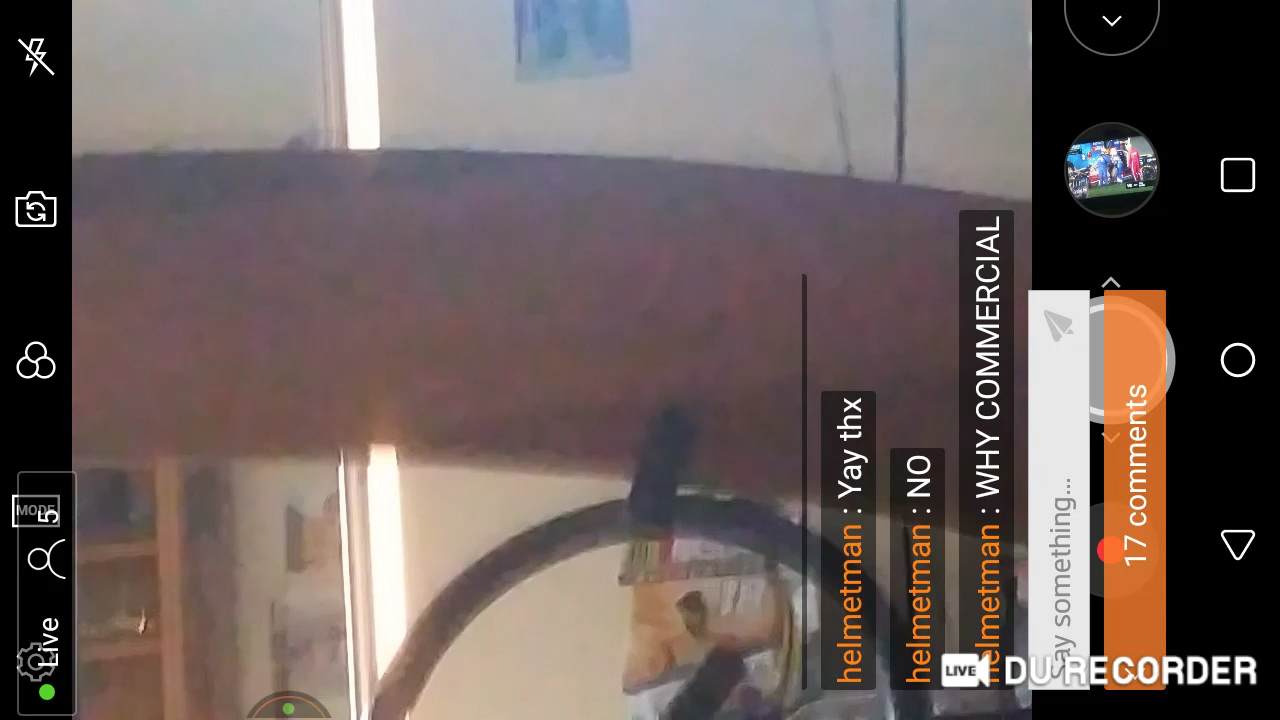 helmetman : Yay thx
helmetman : NO
helmetman : WHY COMMERCIAL
Say something...
17 comments
MODE
5
Live
LIVE
DU RECORDER